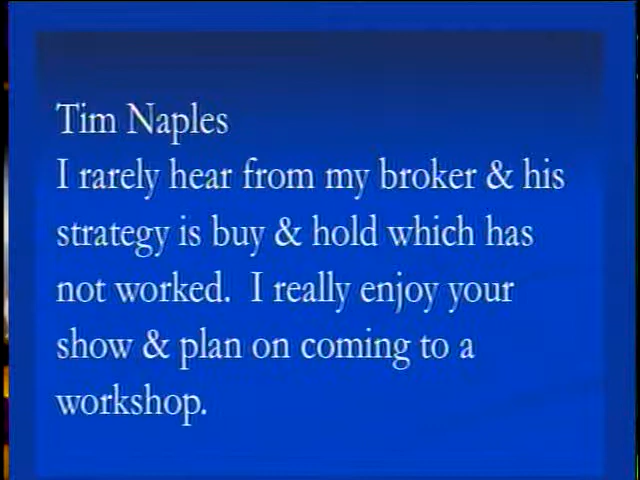 Tim Naples
I rarely hear from my broker & his
strategy is buy & hold which has
not worked.  I really enjoy your
show & plan on coming to a
workshop.